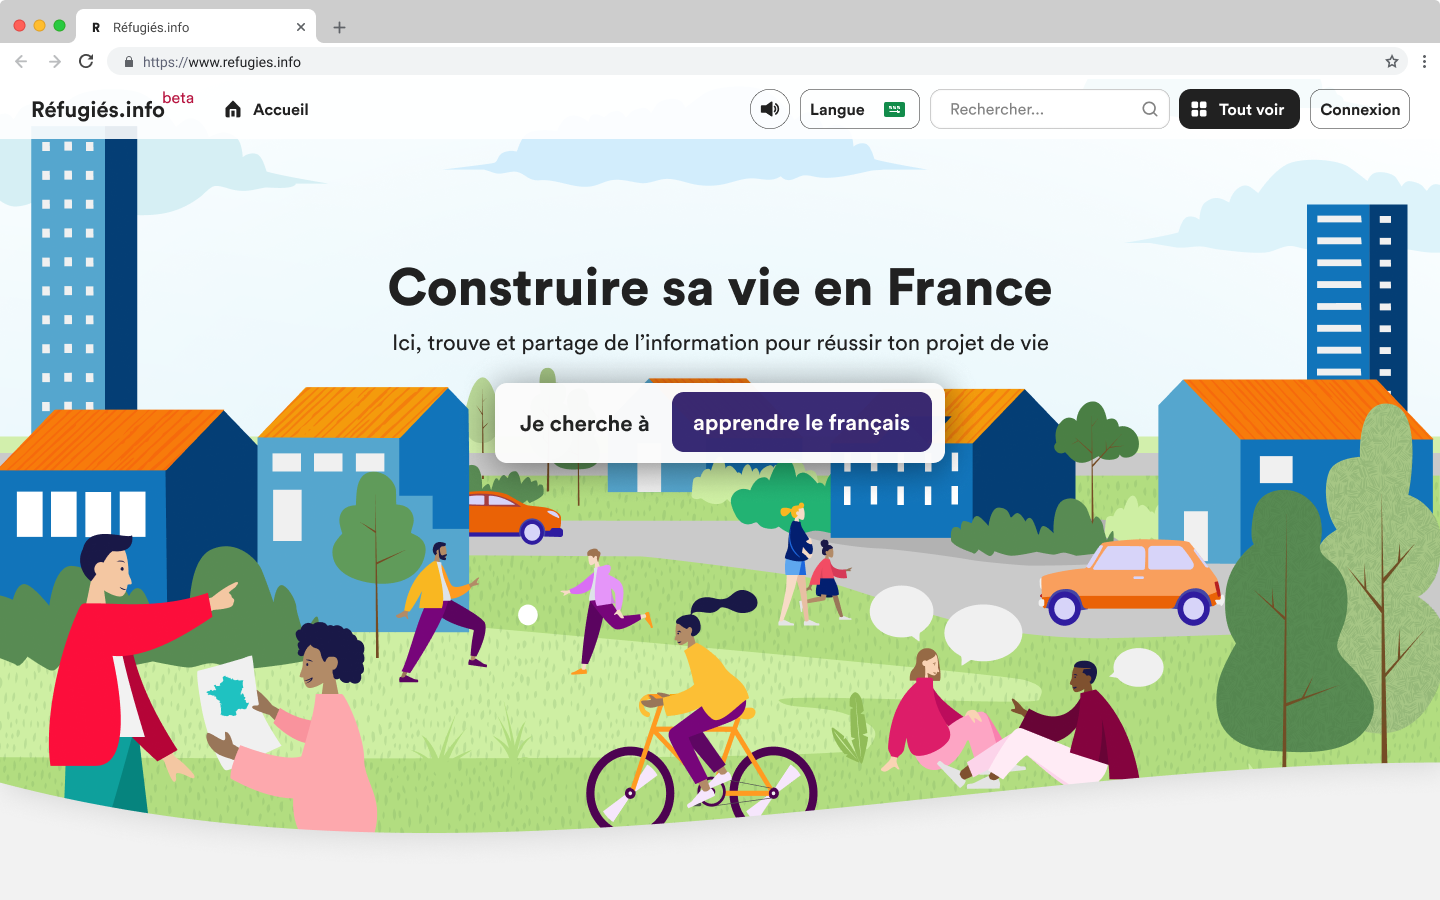 R Réfugiés.info
https://www.refugies.info
Réfugiés.info beta Accueil Langue Rechercher... Tout voir Connexion
Construire sa vie en France
Ici, trouve et partage de l’information pour réussir ton projet de vie
Je cherche à apprendre le français